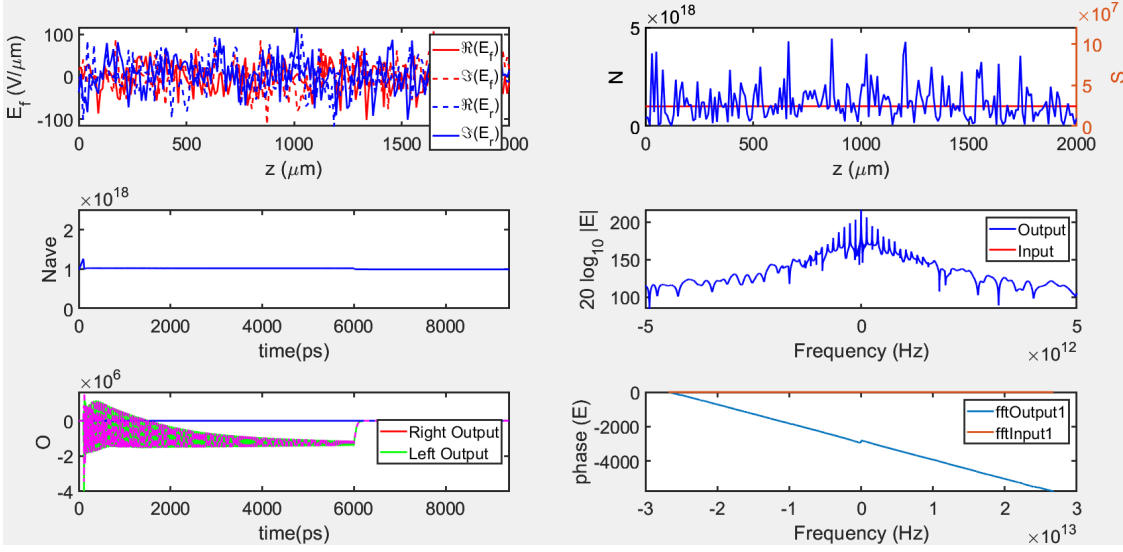 100
0
-100
E_f (V/μm)
0
500
1000
1500
2000
z (μm)
ℜ(E_f)
ℑ(E_f)
ℜ(E_r)
ℑ(E_r)
×10^18
5
0
N
×10^7
10
5
0
S
0
500
1000
1500
2000
z (μm)
×10^18
2
1
0
Nave
0
2000
4000
6000
8000
time(ps)
200
150
100
20 log_10 |E|
Output
Input
-5
0
5
Frequency (Hz)
×10^12
×10^6
0
-2
-4
O
Right Output
Left Output
0
2000
4000
6000
8000
time(ps)
0
-2000
-4000
phase (E)
fftOutput1
fftInput1
-3
-2
-1
0
1
2
3
Frequency (Hz)
×10^13